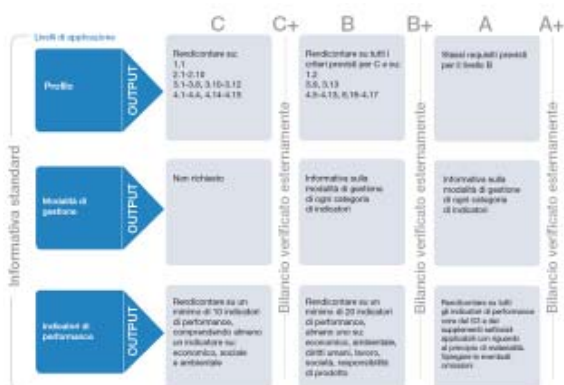 C C+ B B+ A A+
Livelli di applicazione
Informativa standard
Profilo
OUTPUT
Rendicontare su:
1.1
2.1-2.10
3.1-3.8, 3.10-3.12
4.1-4.4, 4.14-4.15
Rendicontare su tutti i
criteri previsti per C e su:
1.2
3.9, 3.13
4.5-4.13, 4.16-4.17
Stessi requisiti previsti
per il livello B
Modalità di
gestione
OUTPUT
Non richiesto
Informativa sulla
modalità di gestione
di ogni categoria
di indicatori
Informativa sulla
modalità di gestione
di ogni categoria
di indicatori
Indicatori di
performance
OUTPUT
Rendicontare su un
minimo di 10 indicatori
di performance,
comprendendo almeno
un indicatore su:
economico, sociale
e ambientale
Rendicontare su un
minimo di 20 indicatori
di performance,
almeno uno su:
economico, ambientale,
diritti umani, lavoro,
società, responsabilità
di prodotto
Rendicontare su tutti
gli indicatori di performance
core del G3 e dei
supplementi settoriali
applicabili con riguardo
al principio di materialità.
Spiegare le eventuali
omissioni
Bilancio verificato esternamente
Bilancio verificato esternamente
Bilancio verificato esternamente